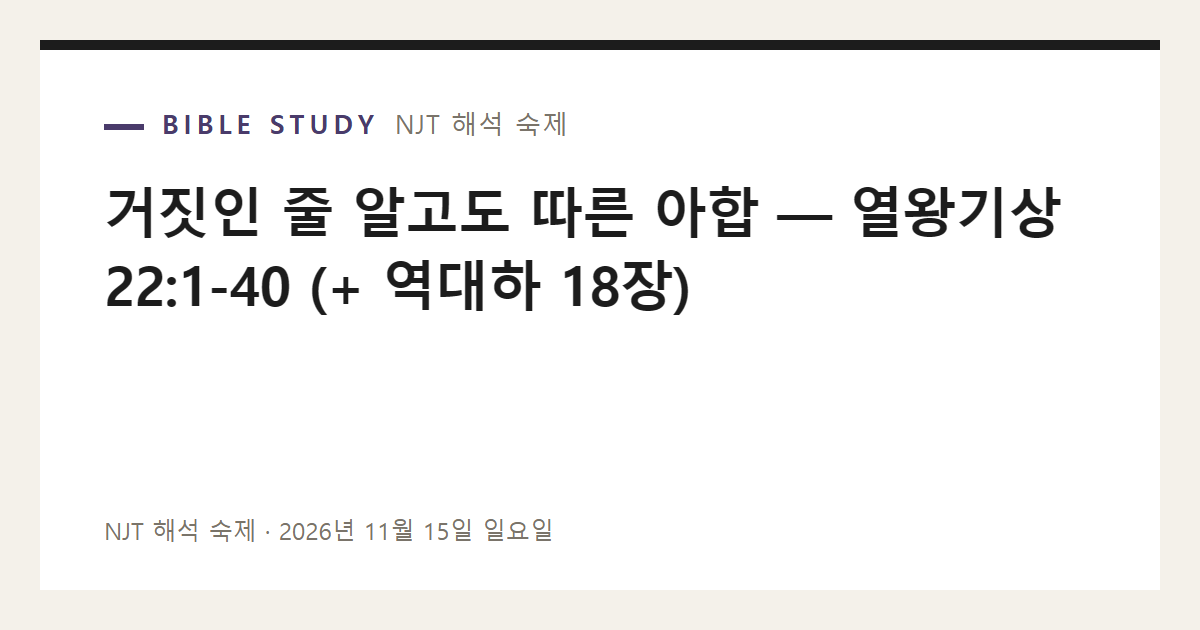 BIBLE STUDY NJT 해석 숙제
거짓인 줄 알고도 따른 아합 — 열왕기상
22:1-40 (+ 역대하 18장)
NJT 해석 숙제 · 2026년 11월 15일 일요일